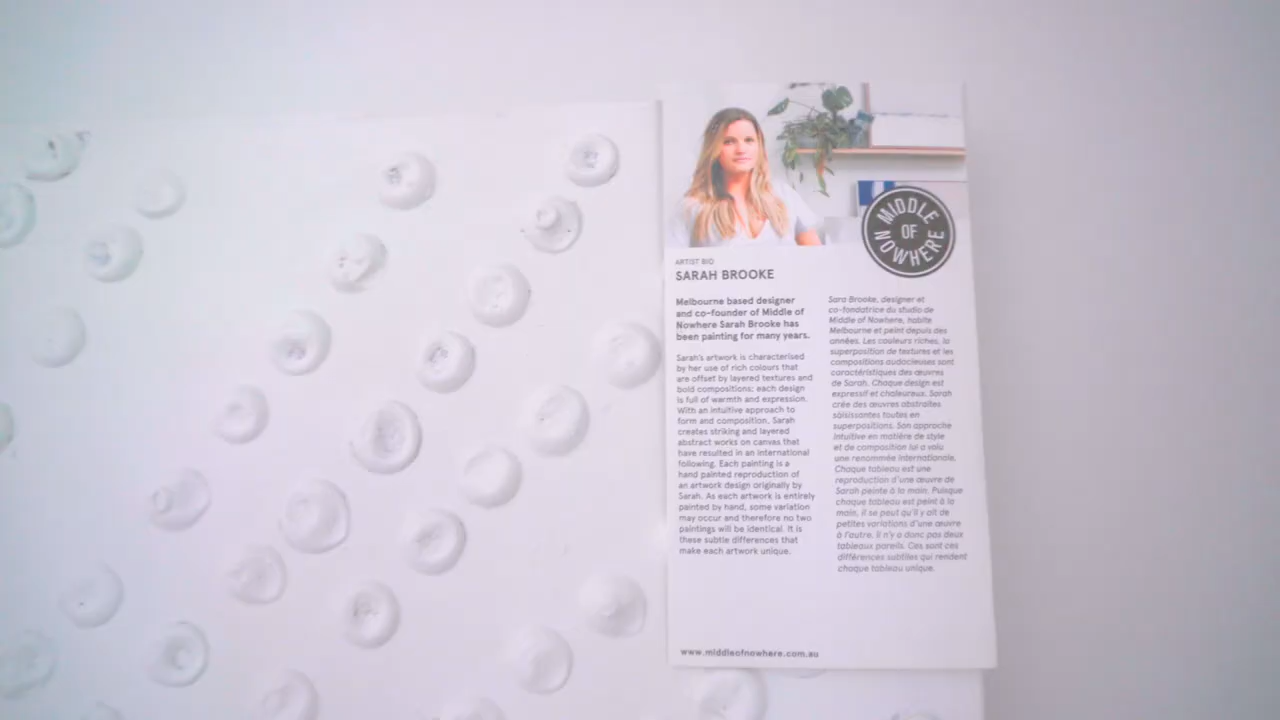 MIDDLE
OF
NOWHERE
ARTIST BIO
SARAH BROOKE
Melbourne based designer
and co-founder of Middle of
Nowhere Sarah Brooke has
been painting for many years.
Sarah's artwork is characterised
by her use of rich colours that
are offset by layered textures and
bold compositions; each design
is full of warmth and expression.
With an intuitive approach to
form and composition, Sarah
creates striking and layered
abstract works on canvas that
have resulted in an international
following. Each painting is a
hand painted reproduction of
an artwork design originally by
Sarah. As each artwork is entirely
painted by hand, some variation
may occur and therefore no two
paintings will be identical. It is
these subtle differences that
make each artwork unique.
Sara Brooke, designer et
co-fondatrice du studio de
Middle of Nowhere, habite
Melbourne et peint depuis des
années. Les couleurs riches, la
superposition de textures et les
compositions audacieuses sont
caractéristiques des œuvres
de Sarah. Chaque design est
expressif et chaleureux. Sarah
crée des œuvres abstraites
saisissantes toutes en
superpositions. Son approche
intuitive en matière de style
et de composition lui a valu
une renommée internationale.
Chaque tableau est une
reproduction d'une œuvre de
Sarah peinte à la main. Puisque
chaque tableau est peint à la
main, il se peut qu'il y ait de
petites variations d'une œuvre
à l'autre. Il n'y a donc pas deux
tableaux pareils. Ces sont ces
différences subtiles qui rendent
chaque tableau unique.
www.middleofnowhere.com.au